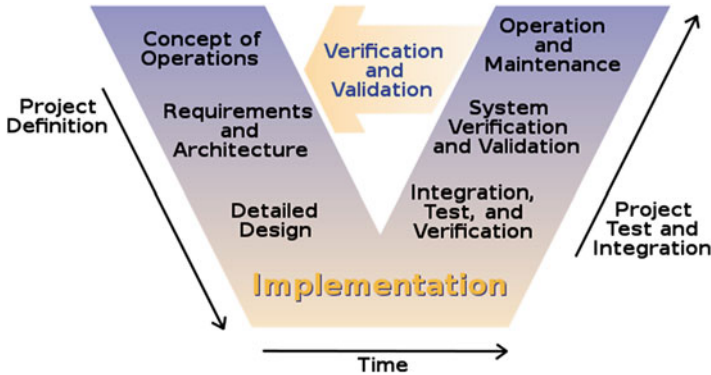 Concept of
Operations
Verification
and
Validation
Operation
and
Maintenance
Project
Definition
Requirements
and
Architecture
System
Verification
and Validation
Detailed
Design
Integration,
Test, and
Verification
Project
Test and
Integration
Implementation
Time